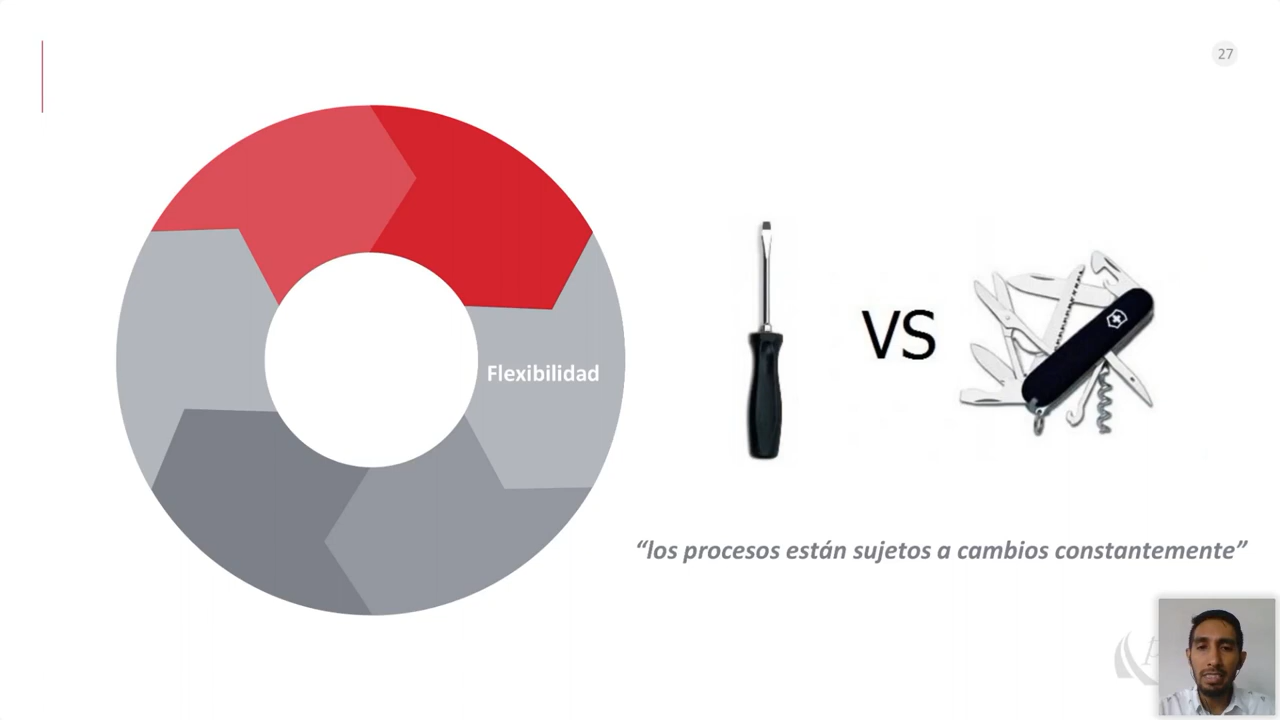 27
Flexibilidad
VS
“los procesos están sujetos a cambios constantemente”